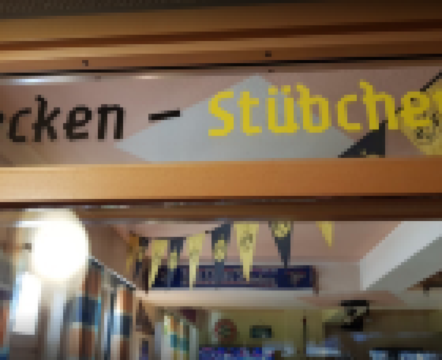 ecken - Stübche